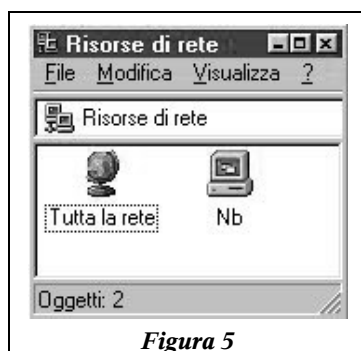 Risorse di rete
File Modifica Visualizza ?
Risorse di rete
Tutta la rete Nb
Oggetti: 2
Figura 5